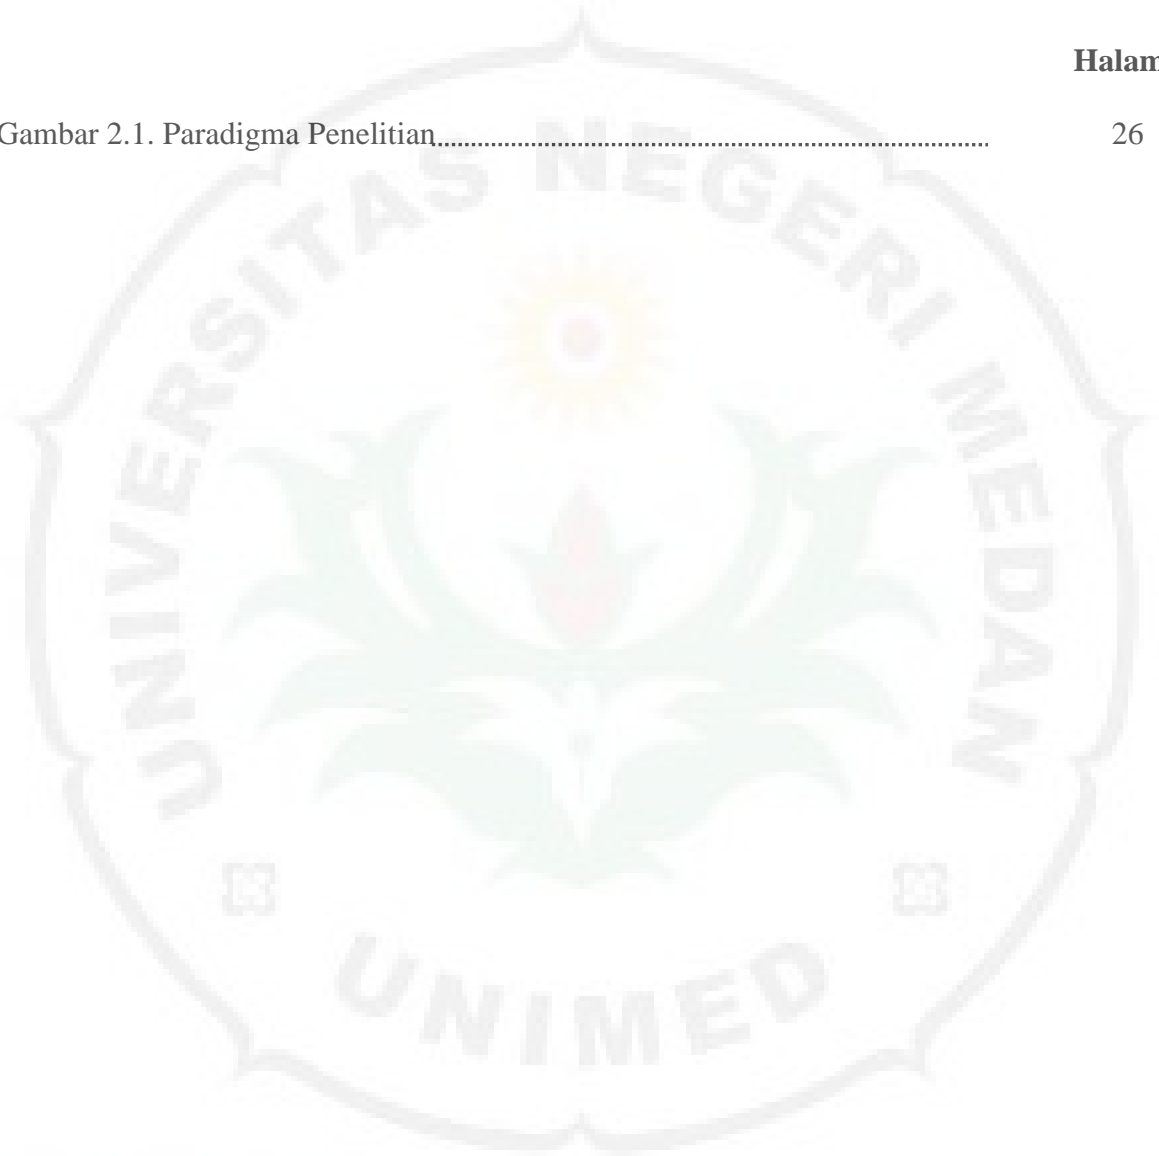 Halam
Gambar 2.1. Paradigma Penelitian........................................................................ 26
UNIVERSITAS NEGERI MEDAN
UNIMED